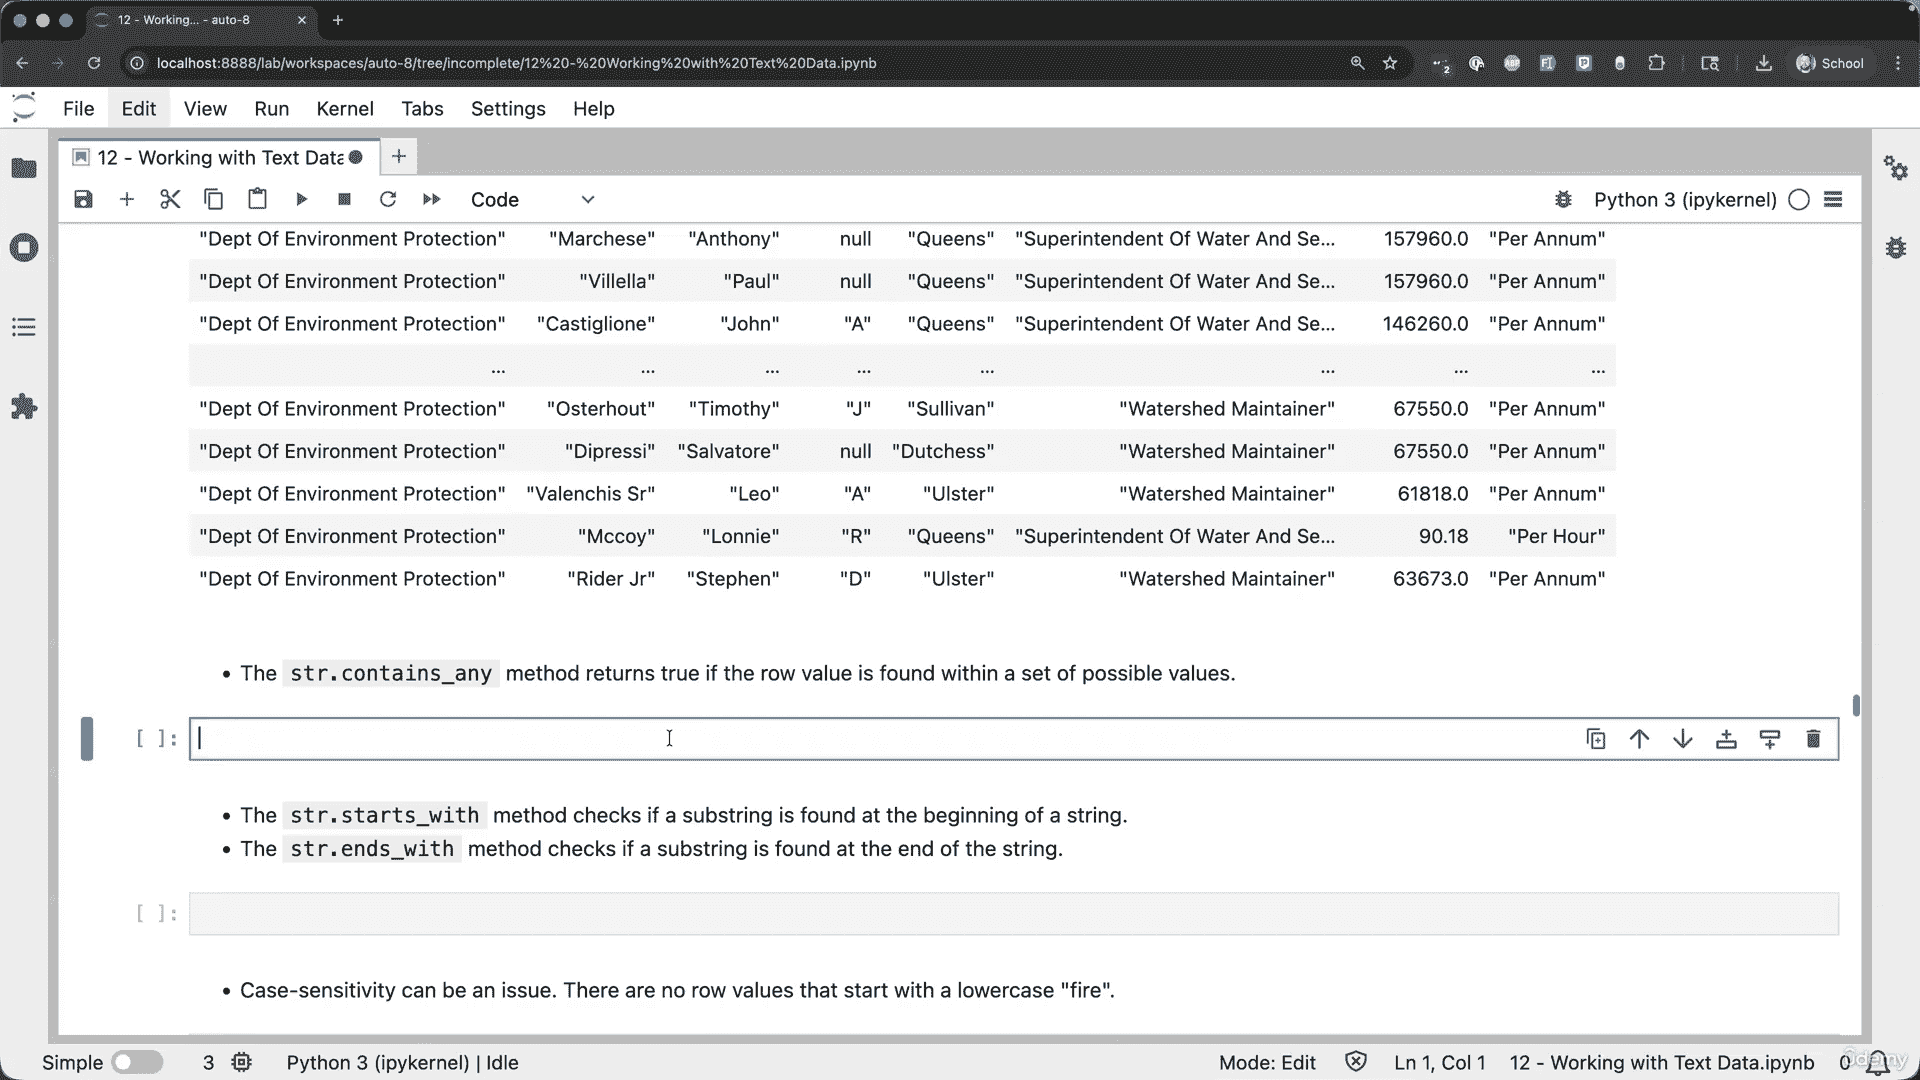 12 - Working... - auto-8
localhost:8888/lab/workspaces/auto-8/tree/incomplete/12%20-%20Working%20with%20Text%20Data.ipynb
2
School
File Edit View Run Kernel Tabs Settings Help
12 - Working with Text Data
Code
Python 3 (ipykernel)
"Dept Of Environment Protection" "Marchese" "Anthony" null "Queens" "Superintendent Of Water And Se... 157960.0 "Per Annum"
"Dept Of Environment Protection" "Villella" "Paul" null "Queens" "Superintendent Of Water And Se... 157960.0 "Per Annum"
"Dept Of Environment Protection" "Castiglione" "John" "A" "Queens" "Superintendent Of Water And Se... 146260.0 "Per Annum"
... ... ... ... ... ... ... ...
"Dept Of Environment Protection" "Osterhout" "Timothy" "J" "Sullivan" "Watershed Maintainer" 67550.0 "Per Annum"
"Dept Of Environment Protection" "Dipressi" "Salvatore" null "Dutchess" "Watershed Maintainer" 67550.0 "Per Annum"
"Dept Of Environment Protection" "Valenchis Sr" "Leo" "A" "Ulster" "Watershed Maintainer" 61818.0 "Per Annum"
"Dept Of Environment Protection" "Mccoy" "Lonnie" "R" "Queens" "Superintendent Of Water And Se... 90.18 "Per Hour"
"Dept Of Environment Protection" "Rider Jr" "Stephen" "D" "Ulster" "Watershed Maintainer" 63673.0 "Per Annum"
• The str.contains_any method returns true if the row value is found within a set of possible values.
[ ]:
• The str.starts_with method checks if a substring is found at the beginning of a string.
• The str.ends_with method checks if a substring is found at the end of the string.
[ ]:
• Case-sensitivity can be an issue. There are no row values that start with a lowercase "fire".
Simple 3 Python 3 (ipykernel) | Idle Mode: Edit Ln 1, Col 1 12 - Working with Text Data.ipynb 0
Udemy